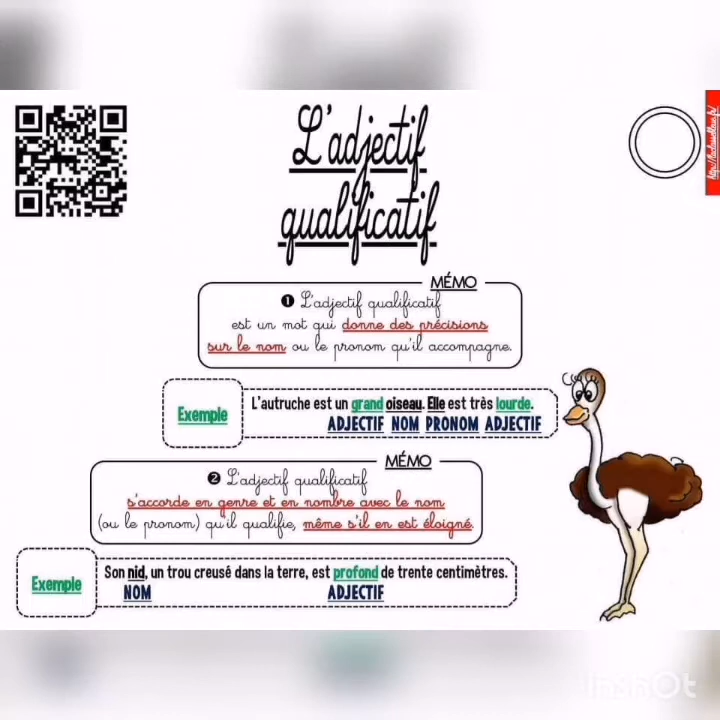 L'adjectif
qualificatif
MÉMO
❶ L'adjectif qualificatif
est un mot qui donne des précisions
sur le nom ou le pronom qu'il accompagne.
Exemple
L'autruche est un grand oiseau. Elle est très lourde.
ADJECTIF NOM PRONOM ADJECTIF
MÉMO
❷ L'adjectif qualificatif
s'accorde en genre et en nombre avec le nom
(ou le pronom) qu'il qualifie, même s'il en est éloigné.
Exemple
Son nid, un trou creusé dans la terre, est profond de trente centimètres.
NOM ADJECTIF